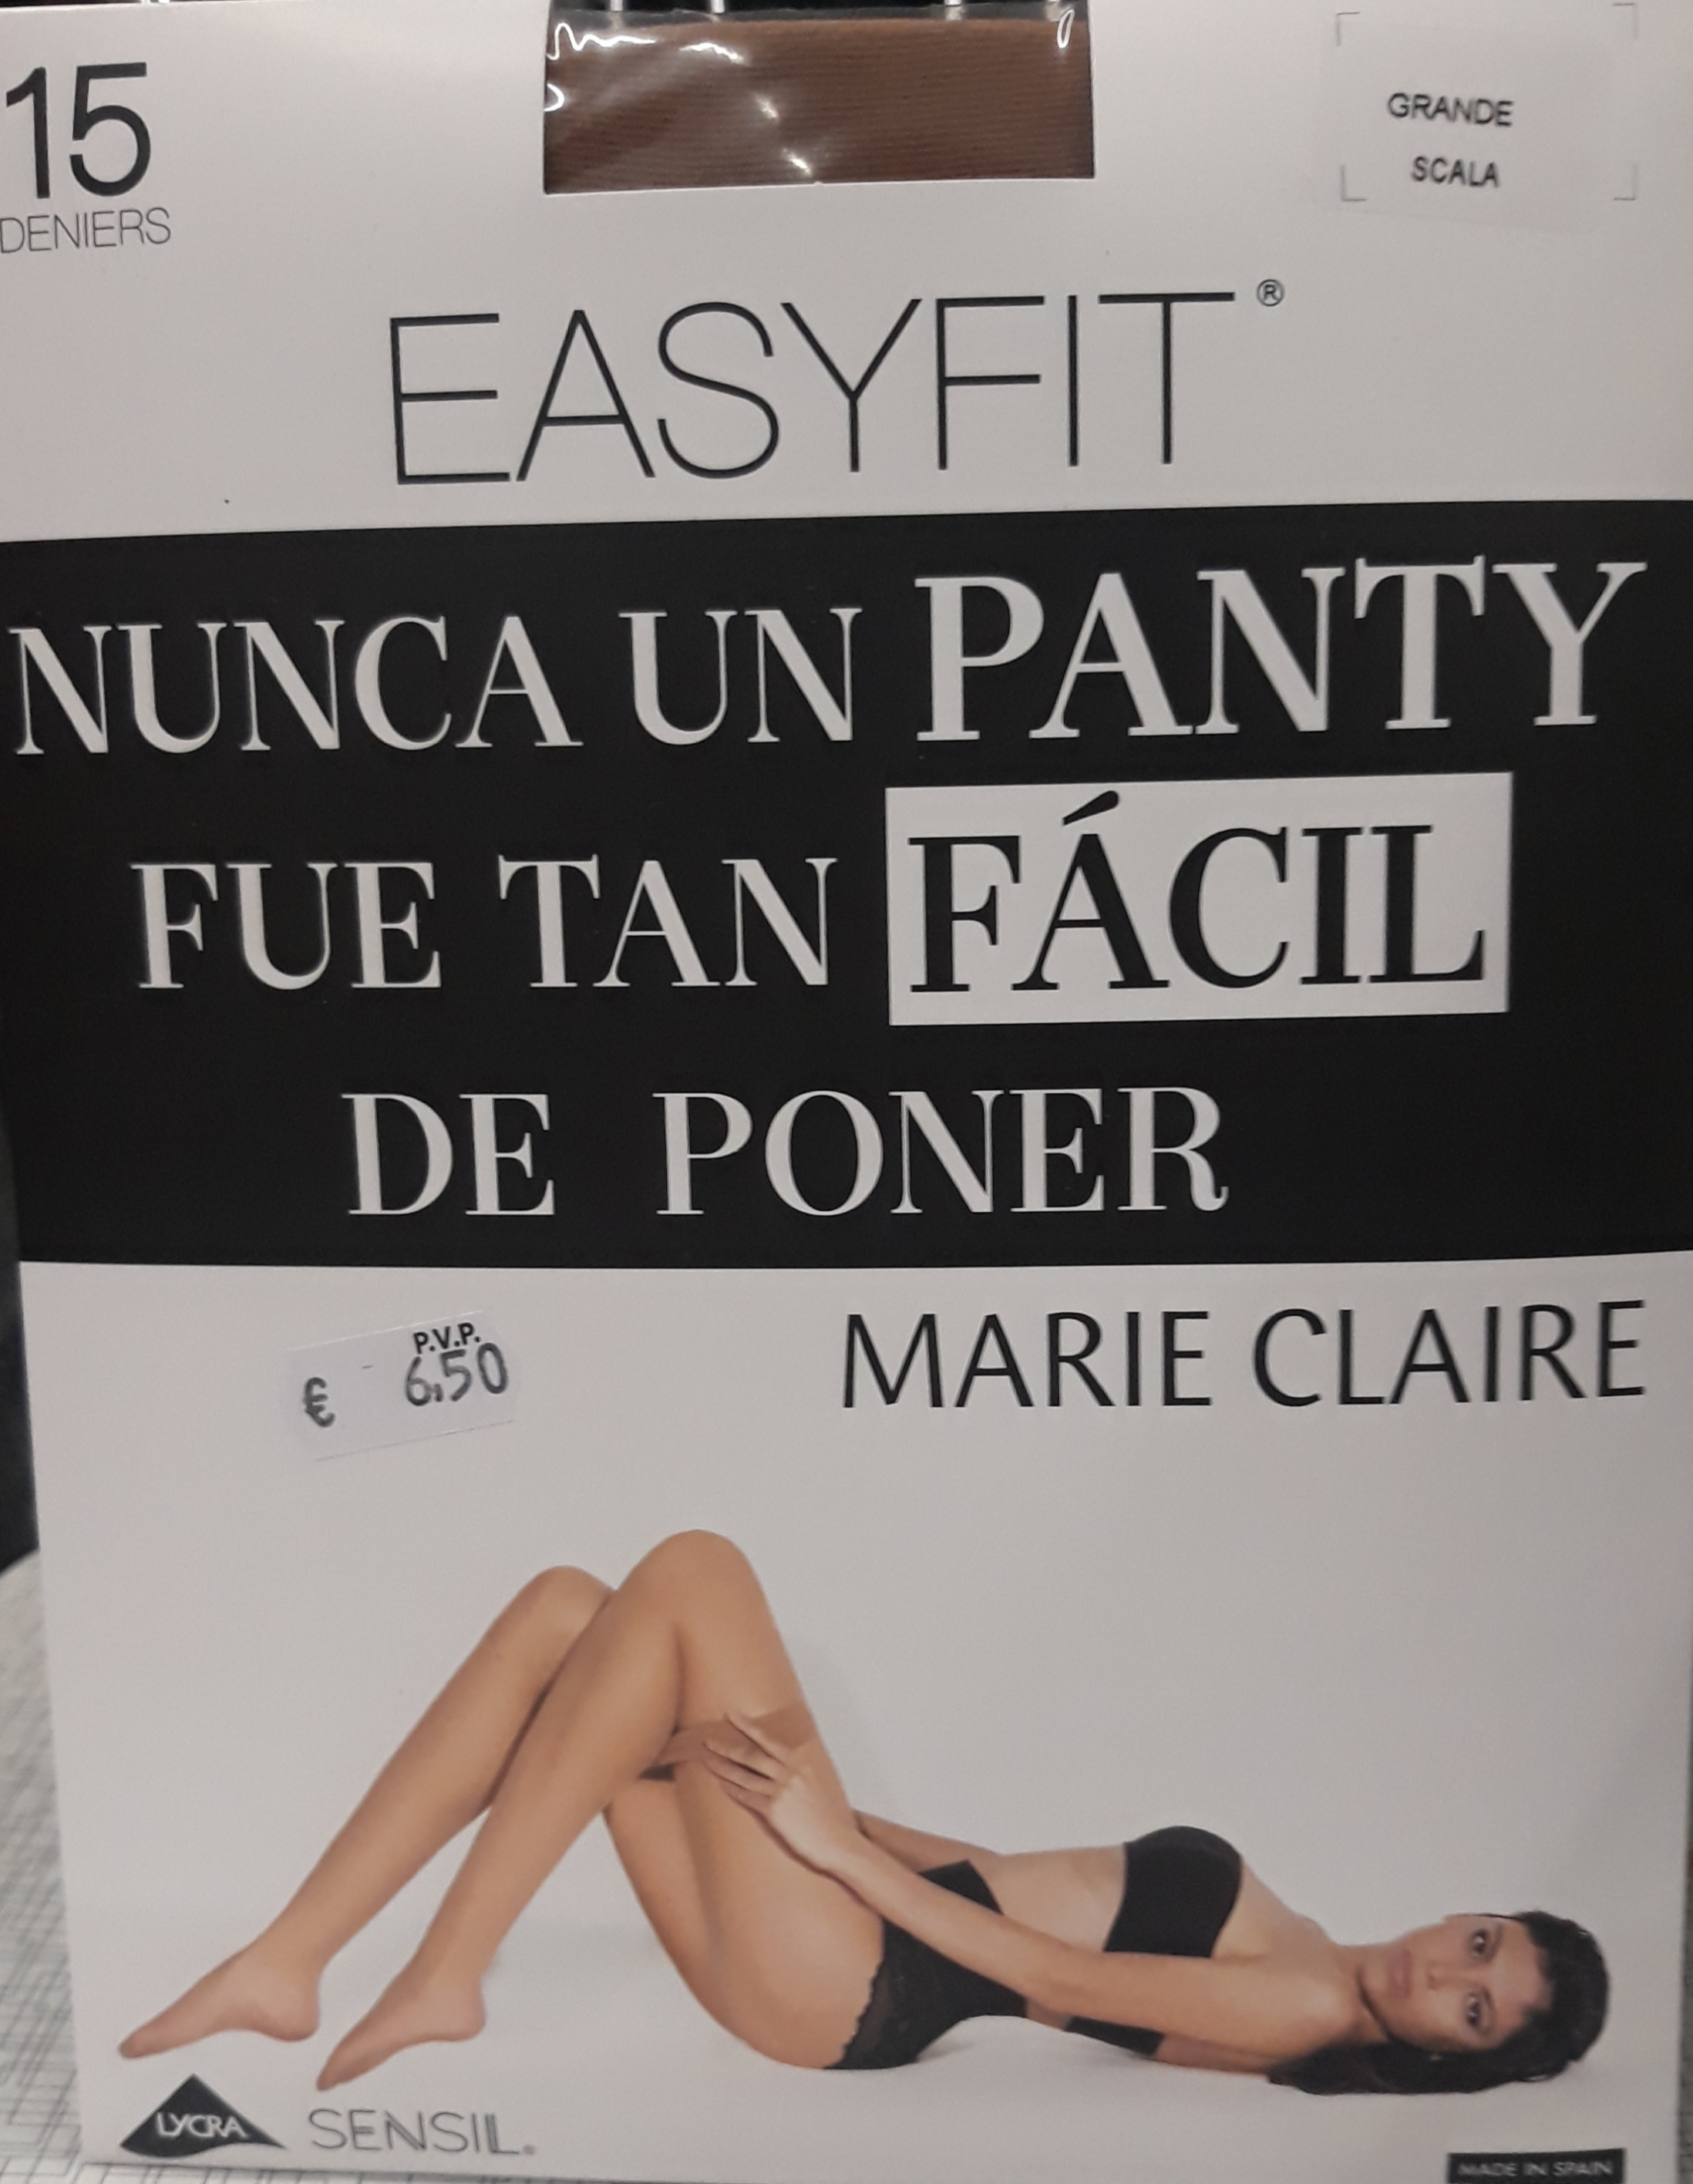 15
DENIERS
GRANDE
SCALA
EASYFIT®
NUNCA UN PANTY
FUE TAN FÁCIL
DE PONER
MARIE CLAIRE
P.V.P.
€ - 6,50
LYCRA
SENSIL®
MADE IN SPAIN